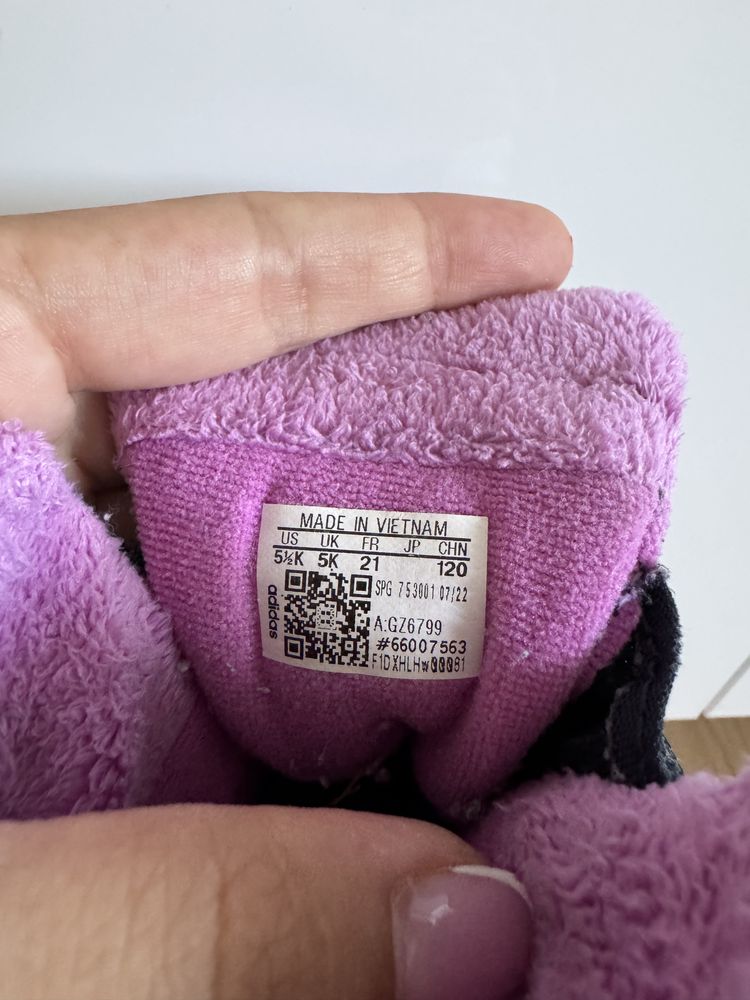 MADE IN VIETNAM
US UK FR JP CHN
5½K 5K 21 120
SPG 753001 07/22
adidas
A:GZ6799
#66007563
F1DXHLHw00081